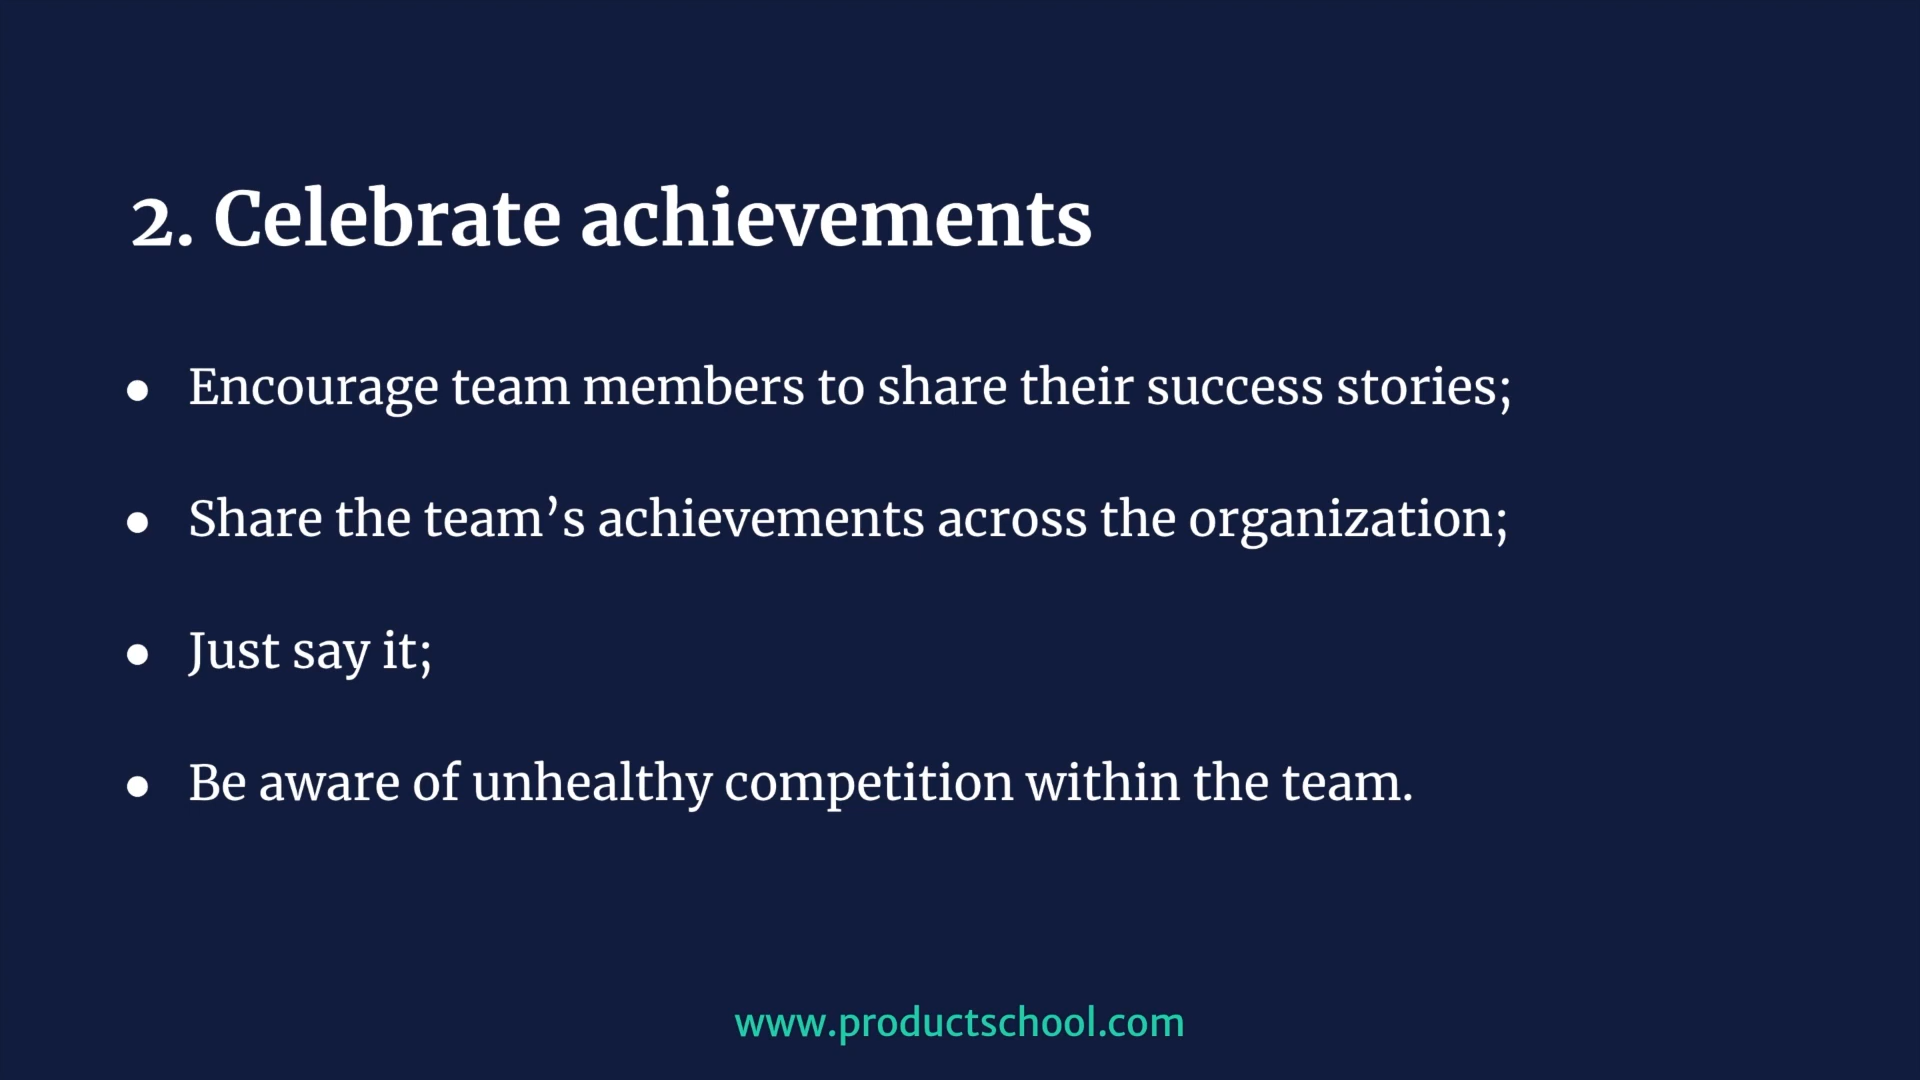 2. Celebrate achievements
● Encourage team members to share their success stories;
● Share the team’s achievements across the organization;
● Just say it;
● Be aware of unhealthy competition within the team.
www.productschool.com